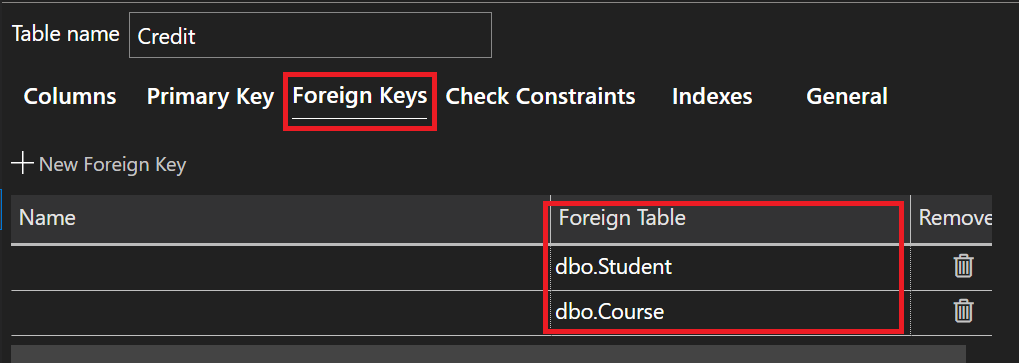 Table name Credit
Columns Primary Key Foreign Keys Check Constraints Indexes General
New Foreign Key
Name Foreign Table Remove
dbo.Student
dbo.Course